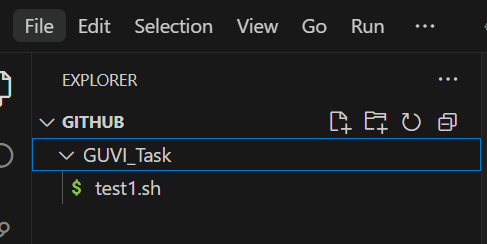 File Edit Selection View Go Run ...
EXPLORER ...
GITHUB
GUVI_Task
$ test1.sh